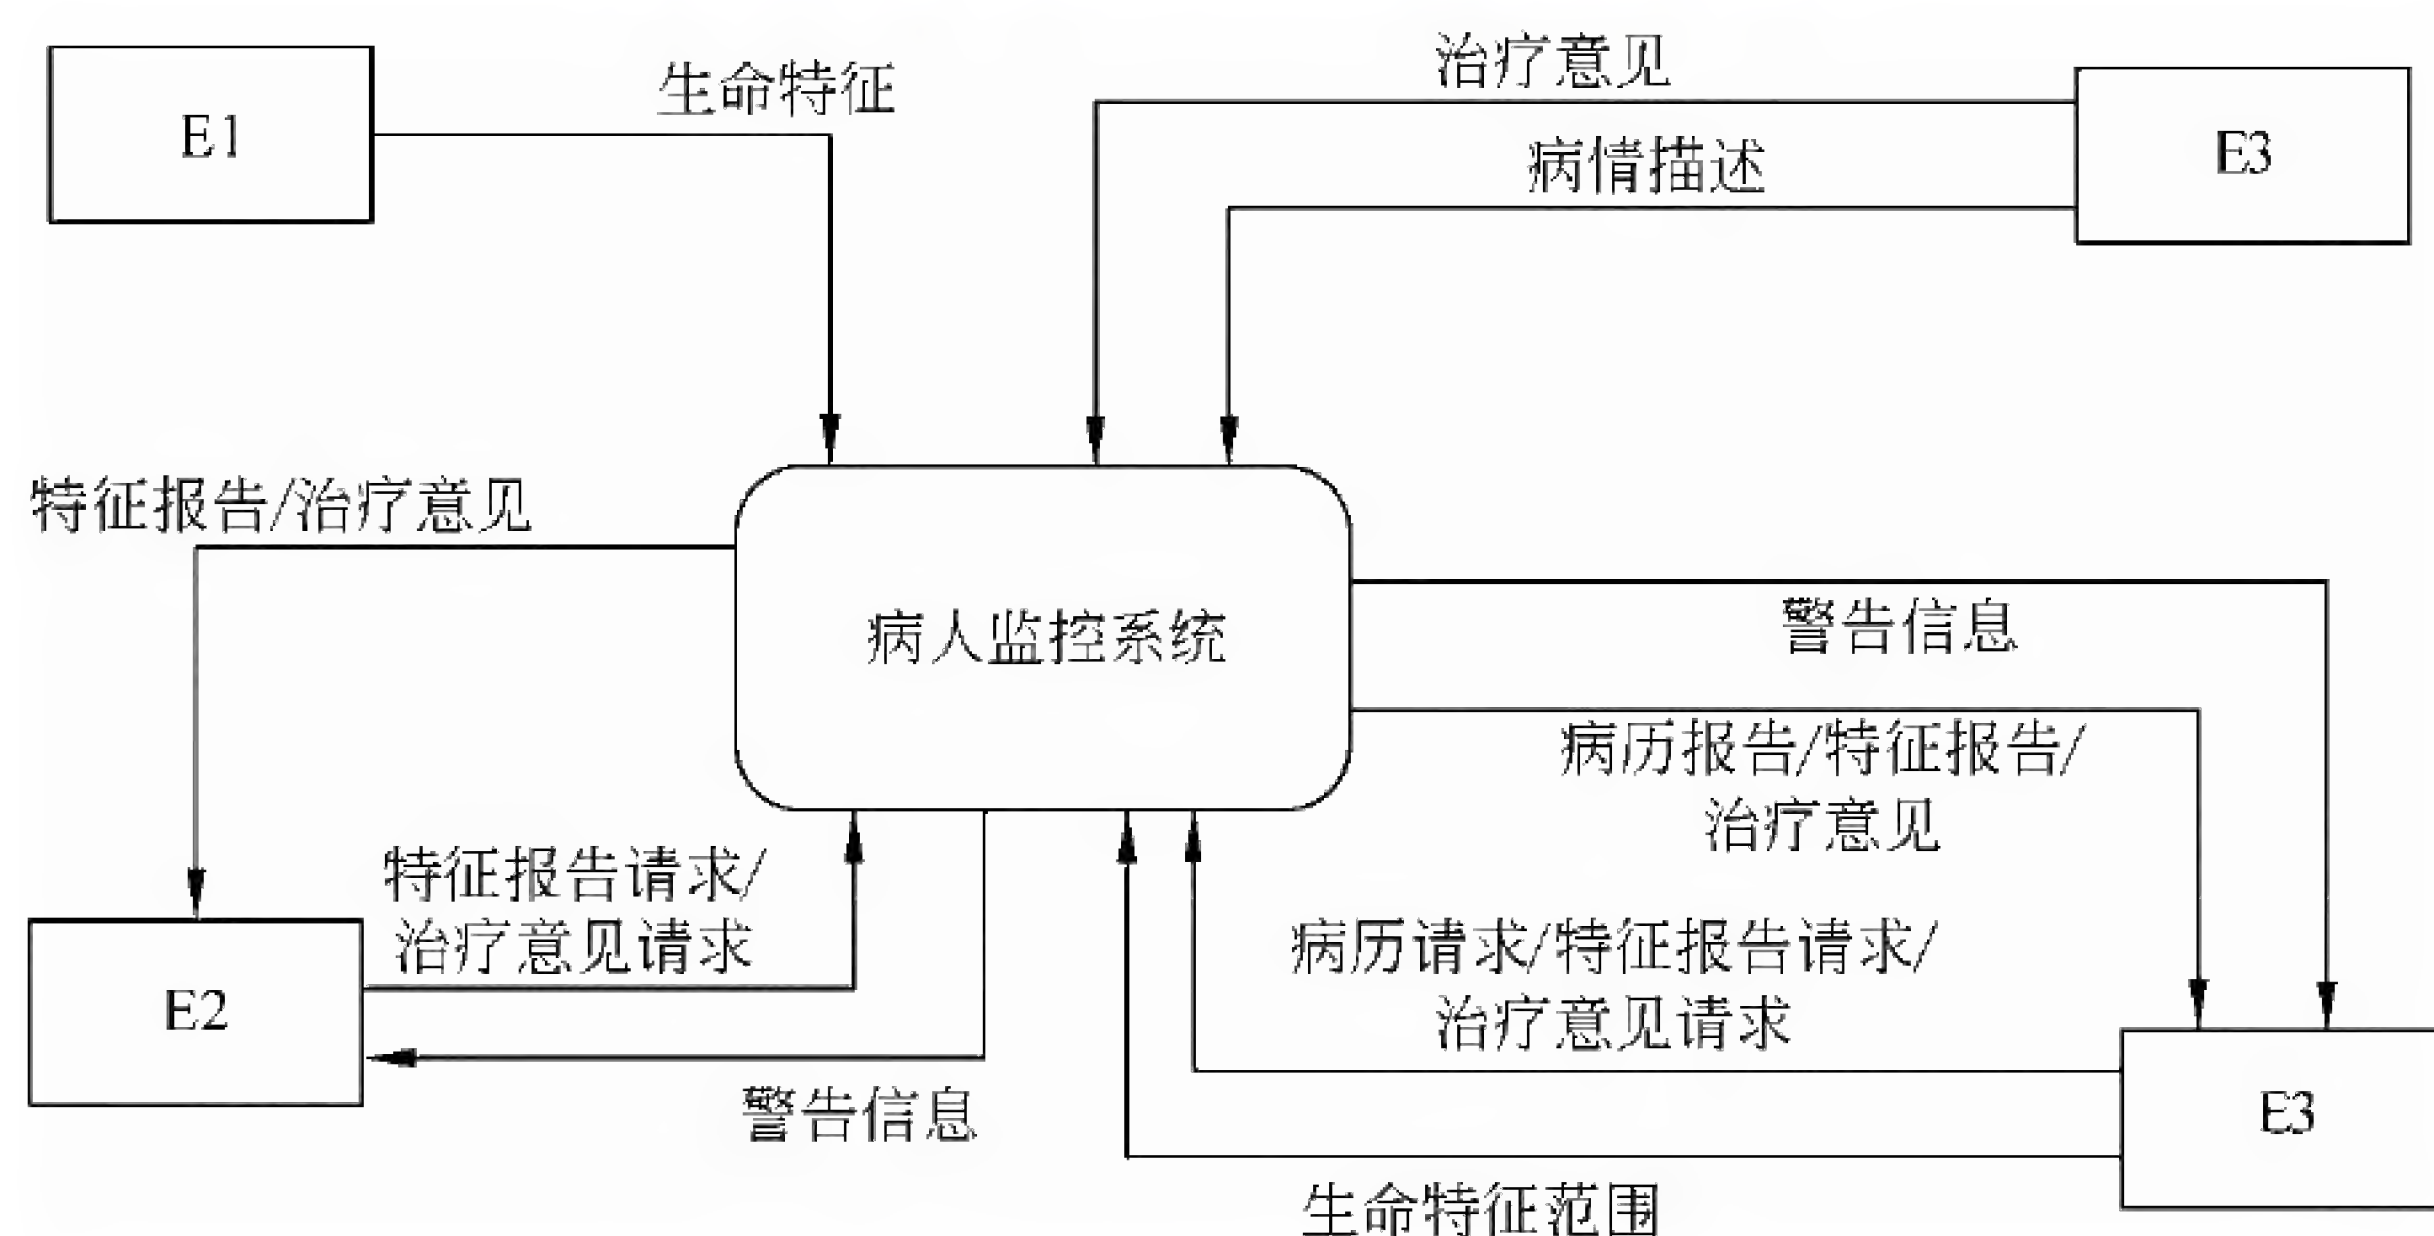 治疗意见
生命特征
E1
病情描述
E3
特征报告/治疗意见
病人监控系统
警告信息
病历报告/特征报告/
治疗意见
特征报告请求/
治疗意见请求
病历请求/特征报告请求/
治疗意见请求
E2
警告信息
E3
生命特征范围